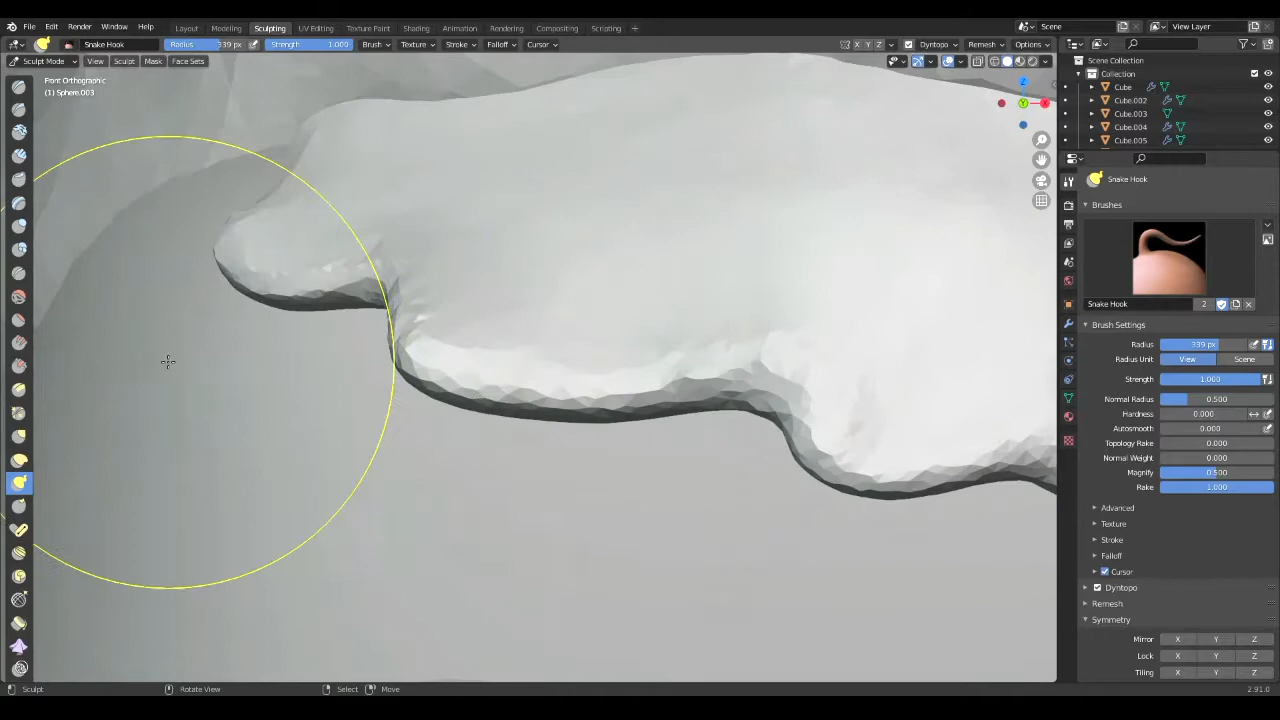 File Edit Render Window Help Layout Modeling Sculpting UV Editing Texture Paint Shading Animation Rendering Compositing Scripting + Scene View Layer
Snake Hook Radius 339 px Strength 1.000 Brush Texture Stroke Falloff Cursor X Y Z Dyntopo Remesh Options
Sculpt Mode View Sculpt Mask Face Sets
Front Orthographic
(1) Sphere.003
Scene Collection
Collection
Cube
Cube.002
Cube.003
Cube.004
Cube.005
Z
Y
X
Snake Hook
Brushes
Snake Hook 2
Brush Settings
Radius 339 px
Radius Unit View Scene
Strength 1.000
Normal Radius 0.500
Hardness 0.000
Autosmooth 0.000
Topology Rake 0.000
Normal Weight 0.000
Magnify 0.500
Rake 1.000
Advanced
Texture
Stroke
Falloff
Cursor
Dyntopo
Remesh
Symmetry
Mirror X Y Z
Lock X Y Z
Tiling X Y Z
Sculpt Rotate View Select Move 2.91.0